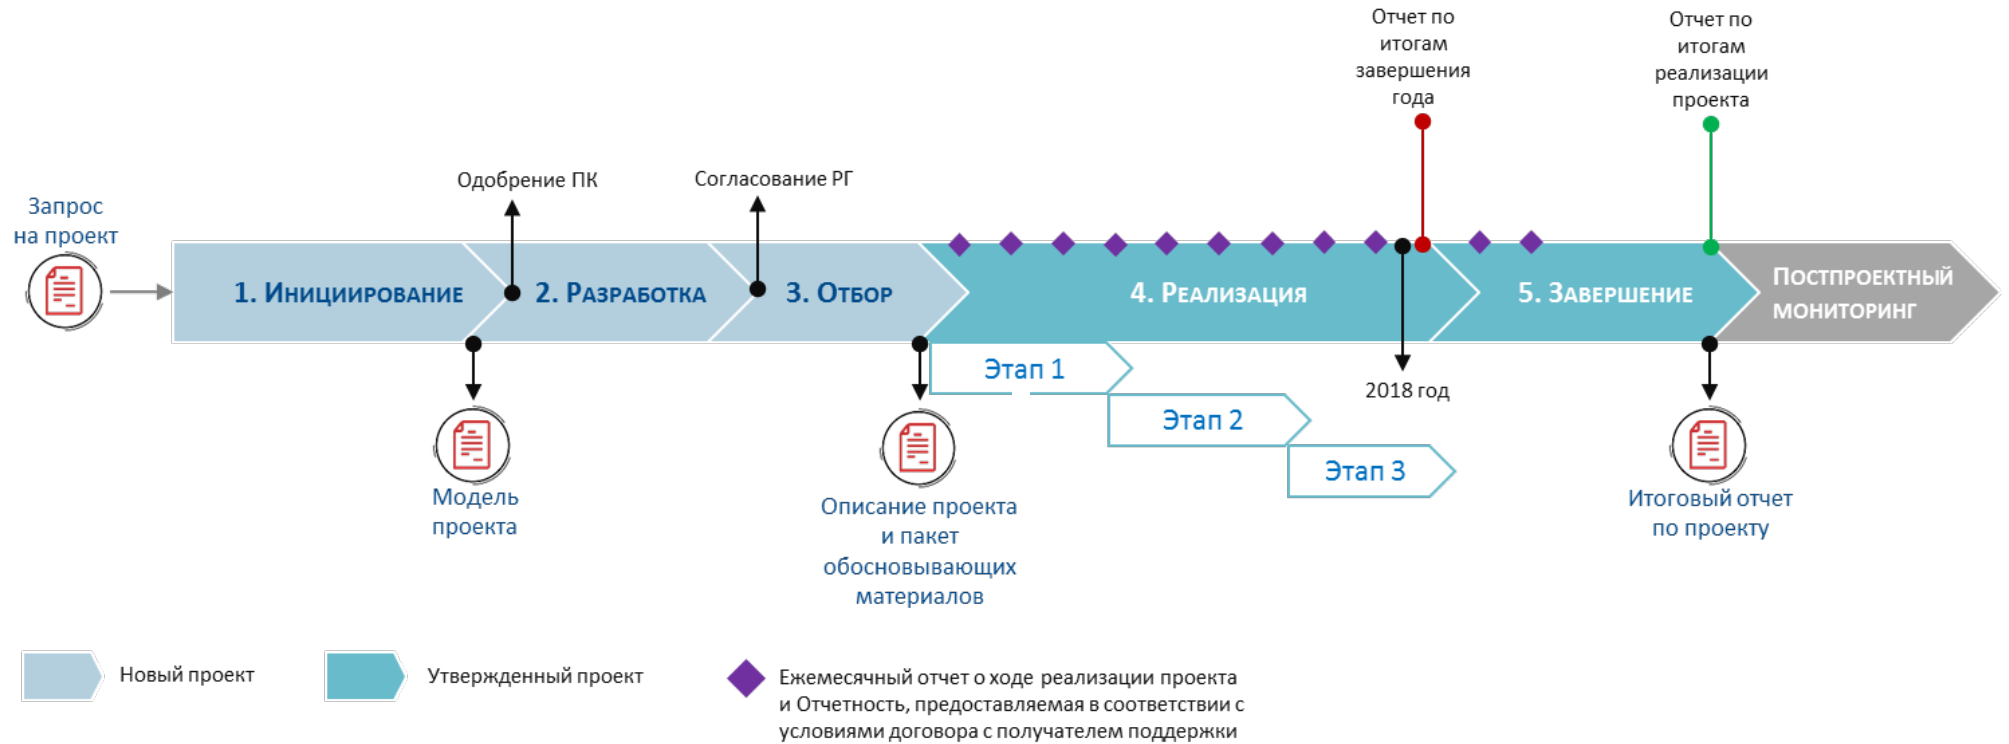 Отчет по
итогам
завершения
года
Отчет по
итогам
реализации
проекта
Одобрение ПК
Согласование РГ
Запрос
на проект
1. Инициирование
2. Разработка
3. Отбор
4. Реализация
5. Завершение
Постпроектный
мониторинг
Этап 1
Этап 2
Этап 3
2018 год
Модель
проекта
Описание проекта
и пакет
обосновывающих
материалов
Итоговый отчет
по проекту
Новый проект
Утвержденный проект
Ежемесячный отчет о ходе реализации проекта
и Отчетность, предоставляемая в соответствии с
условиями договора с получателем поддержки